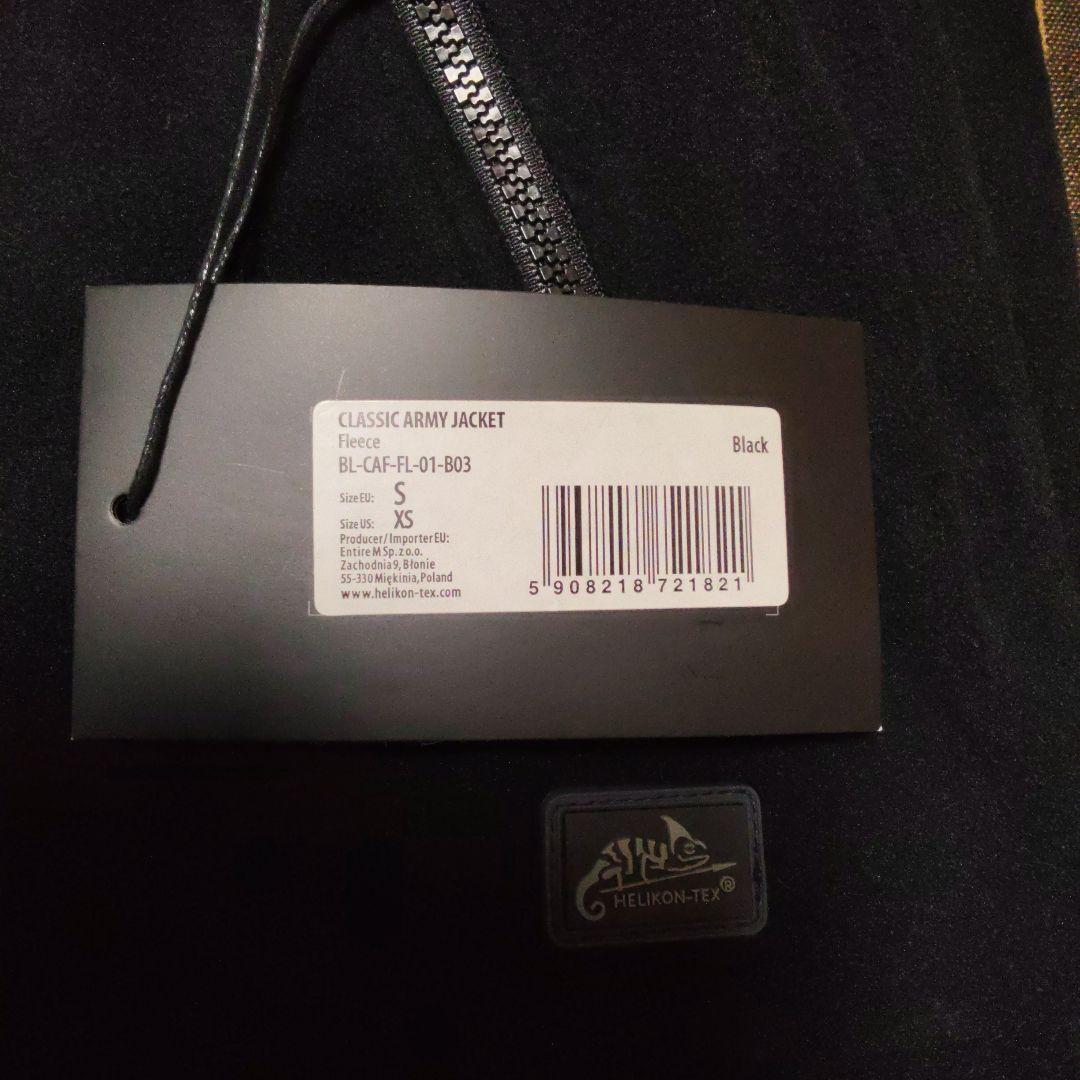 CLASSIC ARMY JACKET
Fleece
Black
BL-CAF-FL-01-B03
Size EU: S
Size US: XS
Producer/ Importer EU:
Entire M Sp. z o.o.
Zachodnia 9, Błonie
55-330 Miękinia, Poland
www.helikon-tex.com
5 908218 721821
HELIKON-TEX®